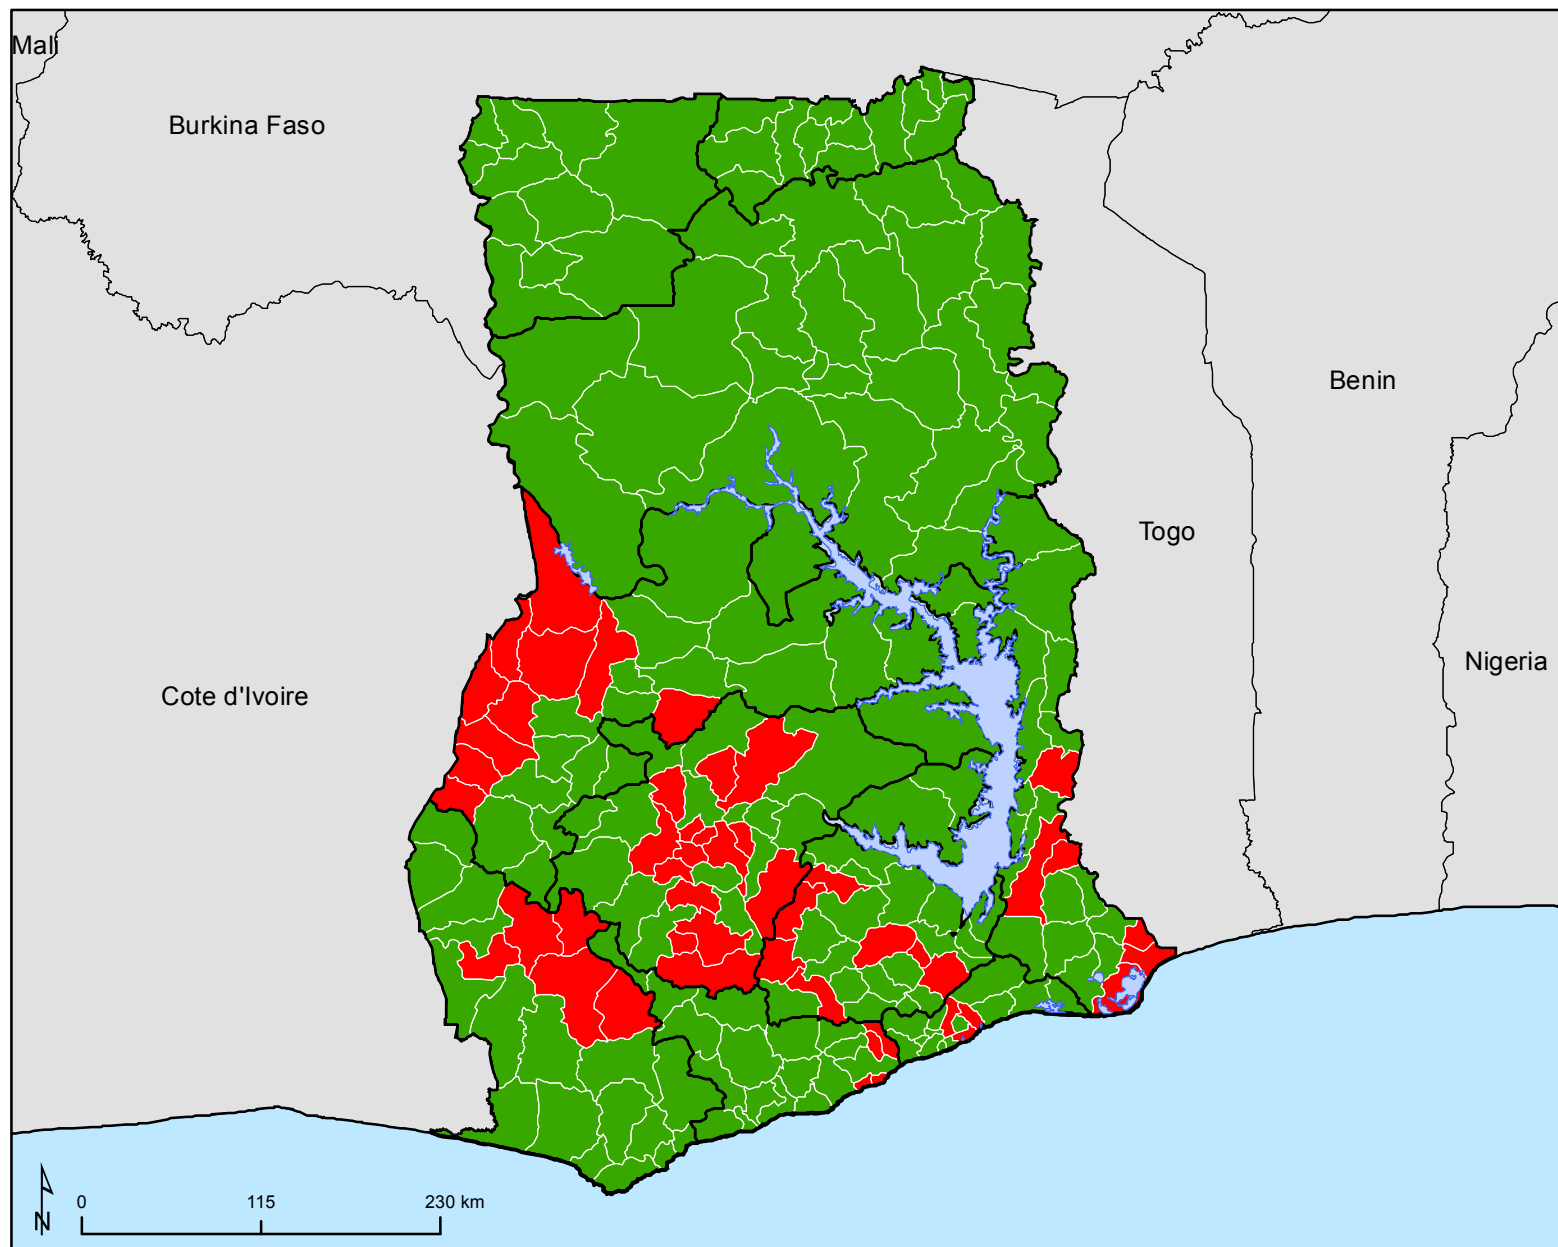 Mali
Burkina Faso
Benin
Togo
Nigeria
Cote d'Ivoire
N
0 115 230 km